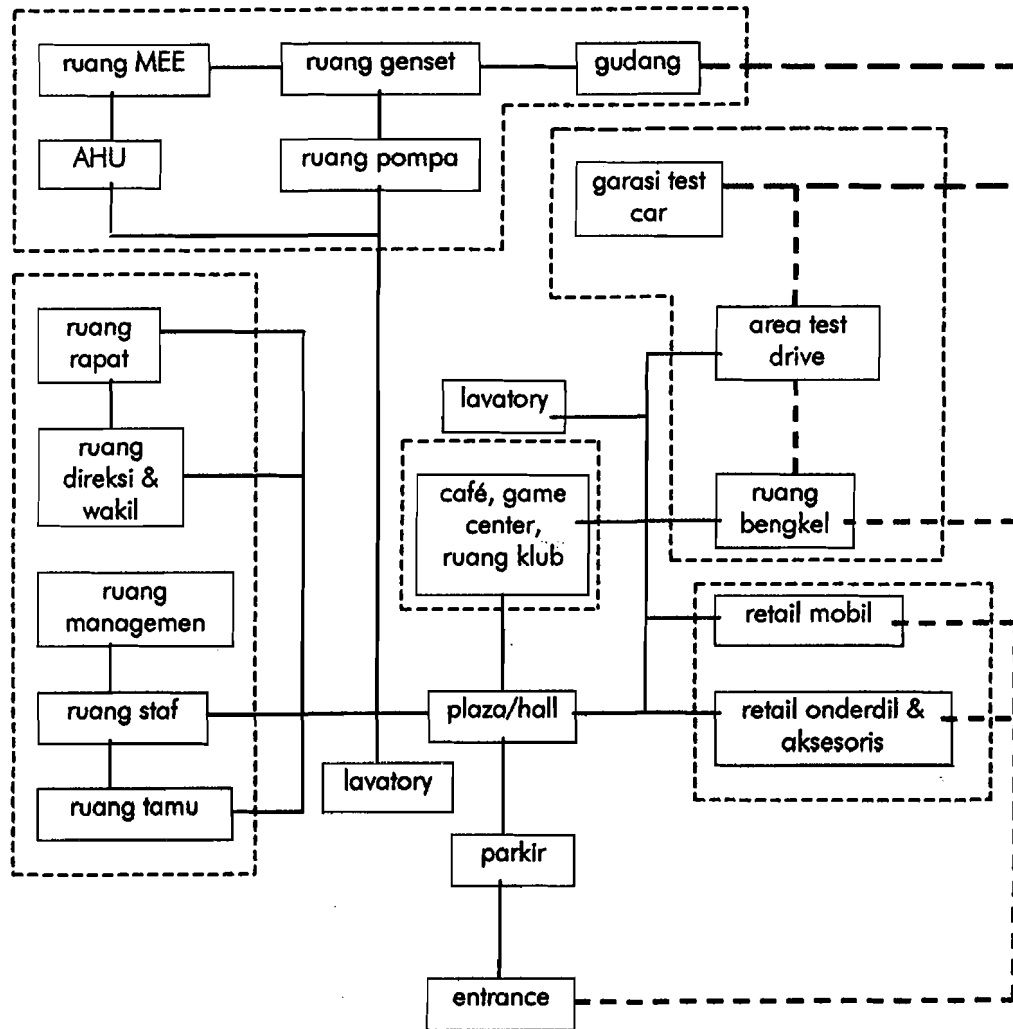 ruang MEE
ruang genset
gudang
AHU
ruang pompa
garasi test
car
ruang
rapat
area test
drive
lavatory
ruang
direksi &
wakil
café, game
center,
ruang klub
ruang
bengkel
ruang
managemen
retail mobil
ruang staf
plaza/hall
retail onderdil &
aksesoris
lavatory
ruang tamu
parkir
entrance